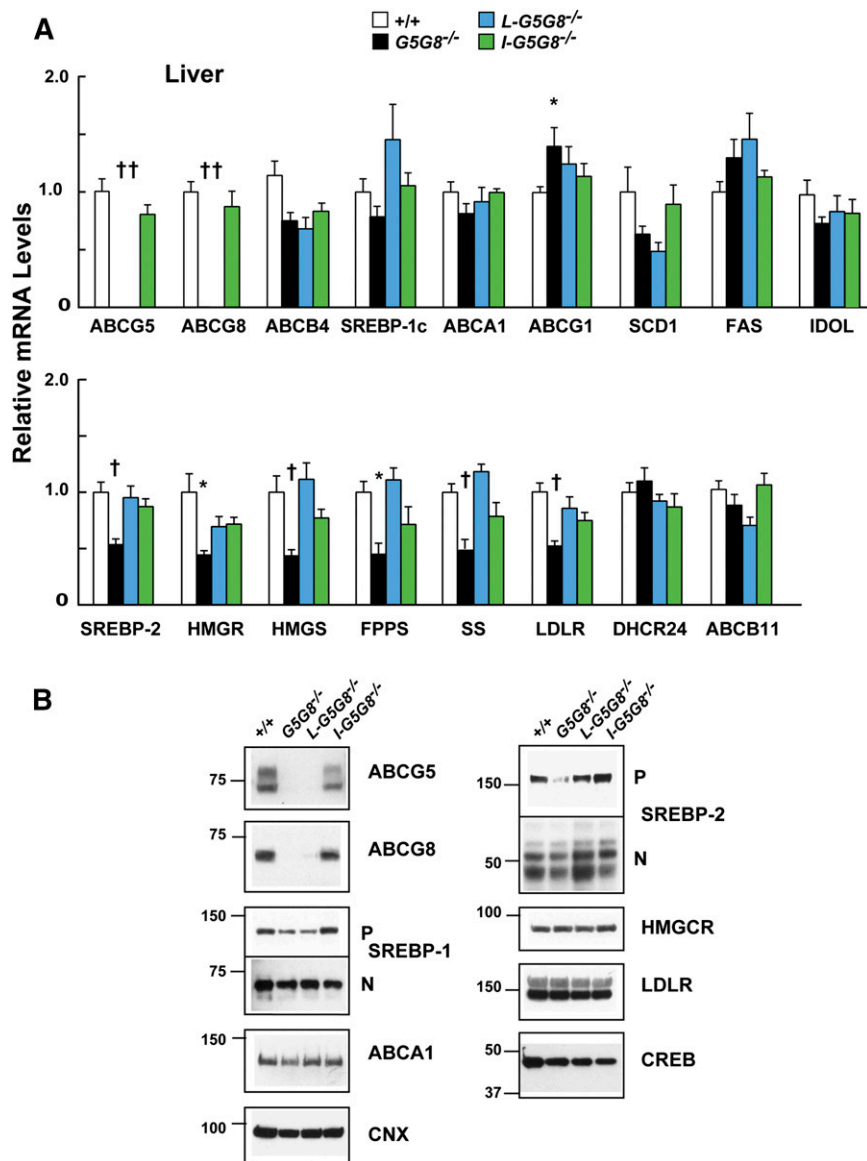 A
+/+ L-G5G8-/-
G5G8-/- I-G5G8-/-
Liver
Relative mRNA Levels
2.0
1.0
0
†† †† *
ABCG5 ABCG8 ABCB4 SREBP-1c ABCA1 ABCG1 SCD1 FAS IDOL
2.0
1.0
0
† * † * † †
SREBP-2 HMGR HMGS FPPS SS LDLR DHCR24 ABCB11
B
+/+ G5G8-/- L-G5G8-/- I-G5G8-/-
75 ABCG5
75 ABCG8
150 P
SREBP-1
75 N
150 ABCA1
100 CNX
+/+ G5G8-/- L-G5G8-/- I-G5G8-/-
150 P
SREBP-2
50 N
100 HMGCR
150 LDLR
50 CREB
37